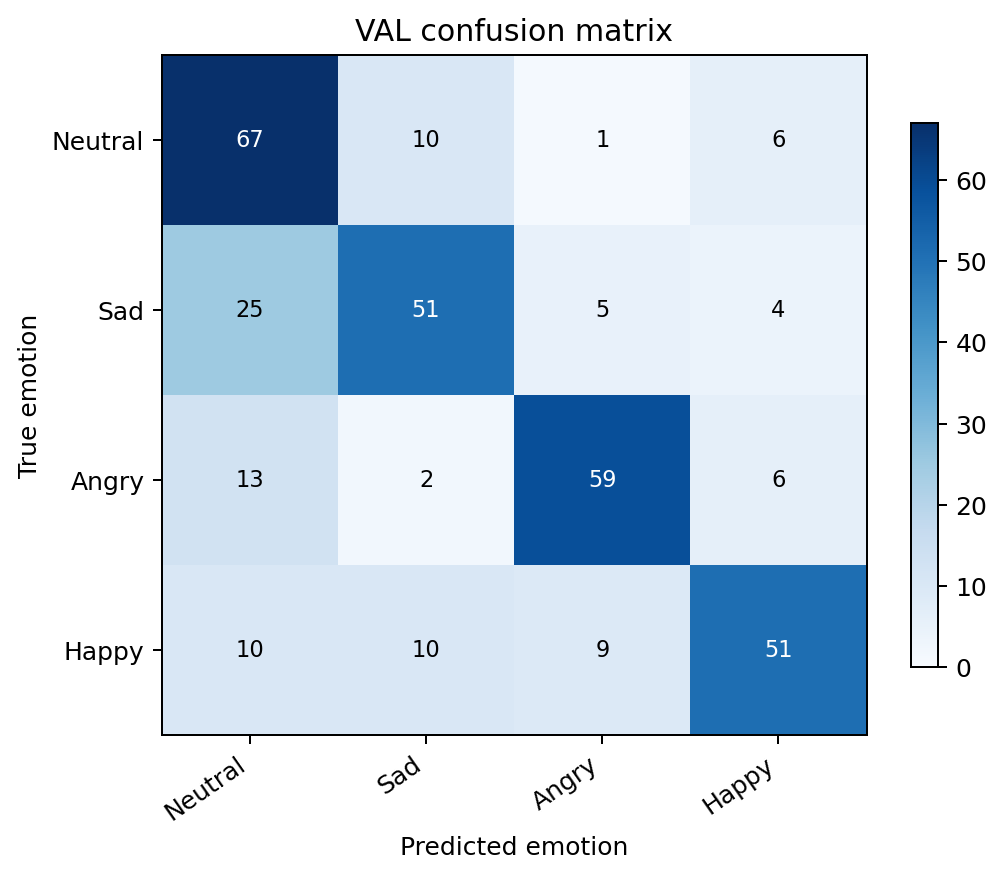 VAL confusion matrix
Neutral 67 10 1 6
Sad 25 51 5 4
Angry 13 2 59 6
Happy 10 10 9 51
Neutral Sad Angry Happy
Predicted emotion
True emotion
60
50
40
30
20
10
0